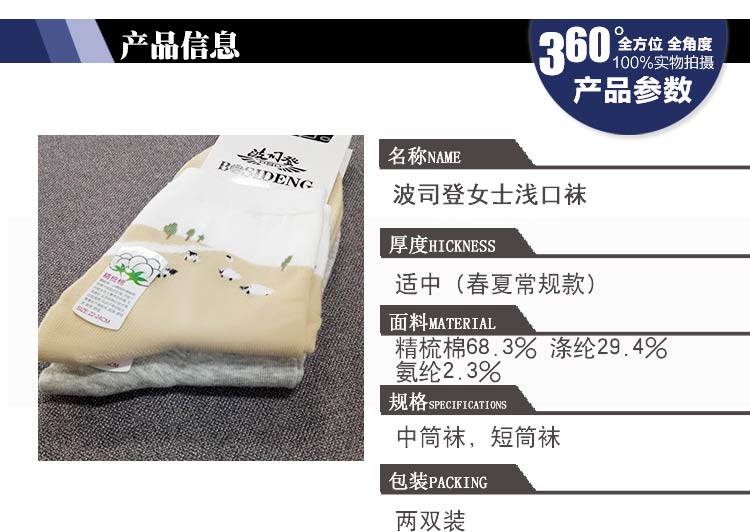 产品信息
360°全方位 全角度
100%实物拍摄
产品参数
波司登
BOSIDENG
精梳棉
SIZE:22-24CM
名称NAME
波司登女士浅口袜
厚度HICKNESS
适中（春夏常规款）
面料MATERIAL
精梳棉68.3% 涤纶29.4%
氨纶2.3%
规格SPECIFICATIONS
中筒袜，短筒袜
包装PACKING
两双装